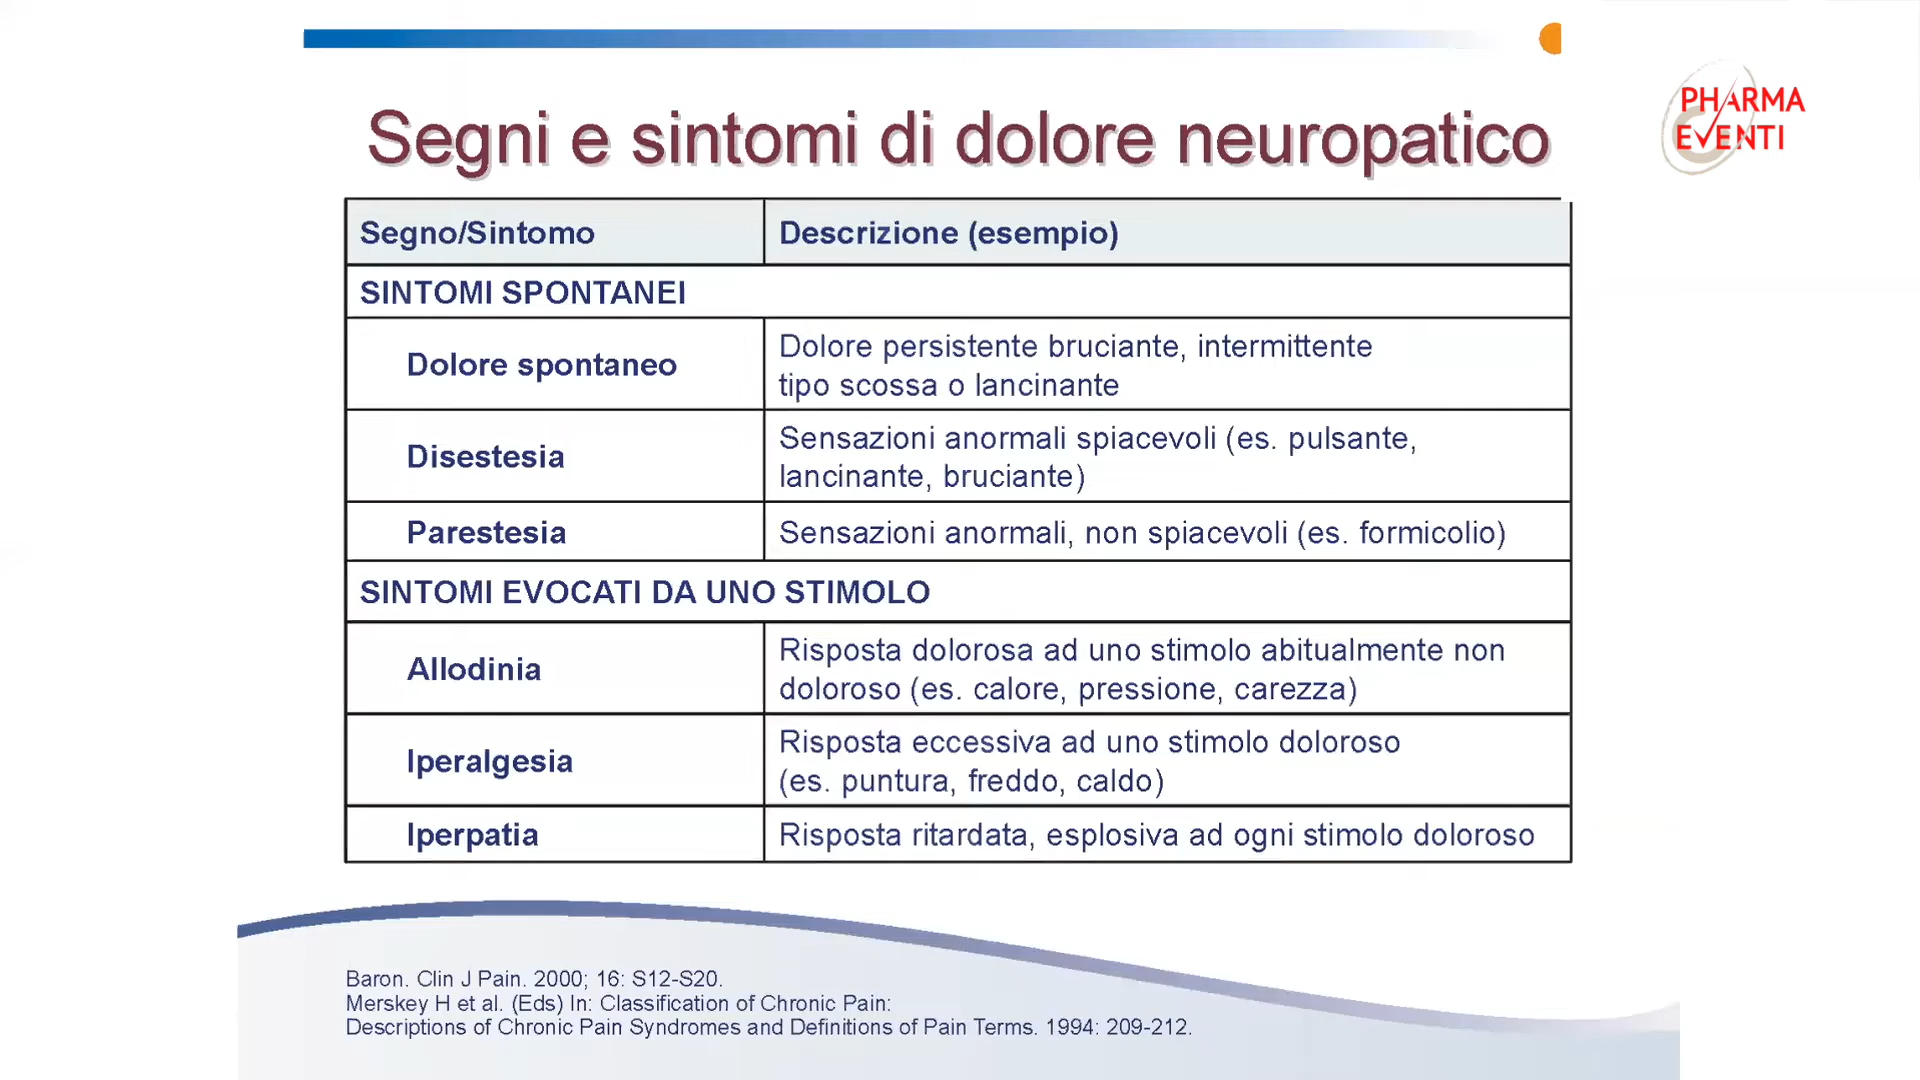 PHARMA
EVENTI
Segni e sintomi di dolore neuropatico
Segno/Sintomo
Descrizione (esempio)
SINTOMI SPONTANEI
Dolore spontaneo
Dolore persistente bruciante, intermittente
tipo scossa o lancinante
Disestesia
Sensazioni anormali spiacevoli (es. pulsante,
lancinante, bruciante)
Parestesia
Sensazioni anormali, non spiacevoli (es. formicolio)
SINTOMI EVOCATI DA UNO STIMOLO
Allodinia
Risposta dolorosa ad uno stimolo abitualmente non
doloroso (es. calore, pressione, carezza)
Iperalgesia
Risposta eccessiva ad uno stimolo doloroso
(es. puntura, freddo, caldo)
Iperpatia
Risposta ritardata, esplosiva ad ogni stimolo doloroso
Baron. Clin J Pain. 2000; 16: S12-S20.
Merskey H et al. (Eds) In: Classification of Chronic Pain:
Descriptions of Chronic Pain Syndromes and Definitions of Pain Terms. 1994: 209-212.